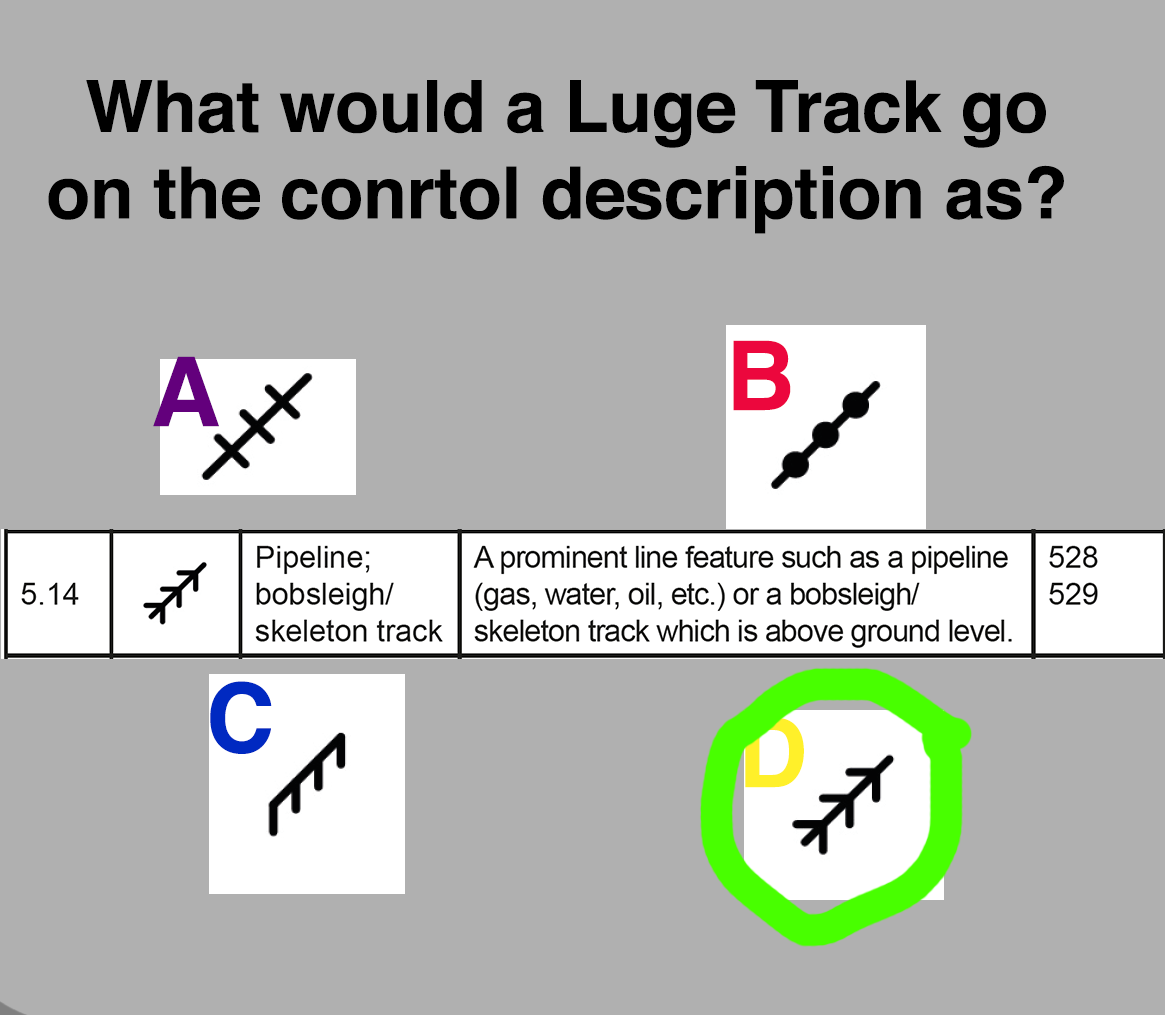 What would a Luge Track go
on the conrtol description as?
A
B
5.14
Pipeline;
bobsleigh/
skeleton track
A prominent line feature such as a pipeline
(gas, water, oil, etc.) or a bobsleigh/
skeleton track which is above ground level.
528
529
C
D